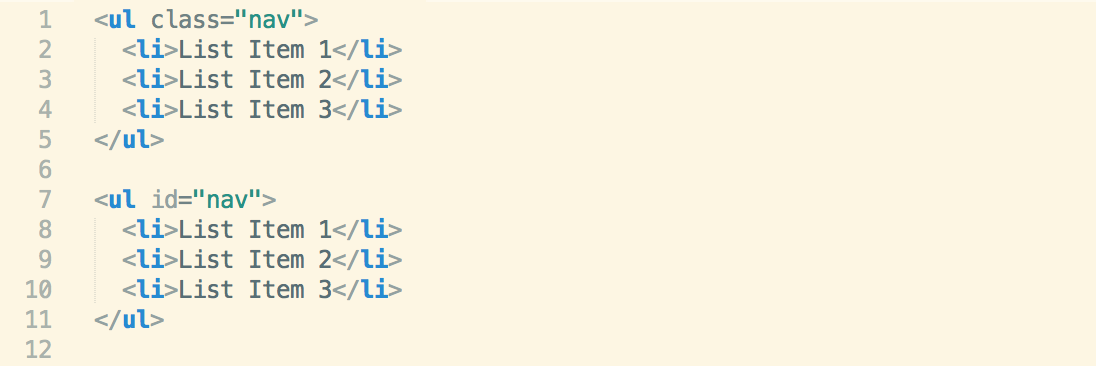 1 <ul class="nav">
2 <li>List Item 1</li>
3 <li>List Item 2</li>
4 <li>List Item 3</li>
5 </ul>
6
7 <ul id="nav">
8 <li>List Item 1</li>
9 <li>List Item 2</li>
10 <li>List Item 3</li>
11 </ul>
12